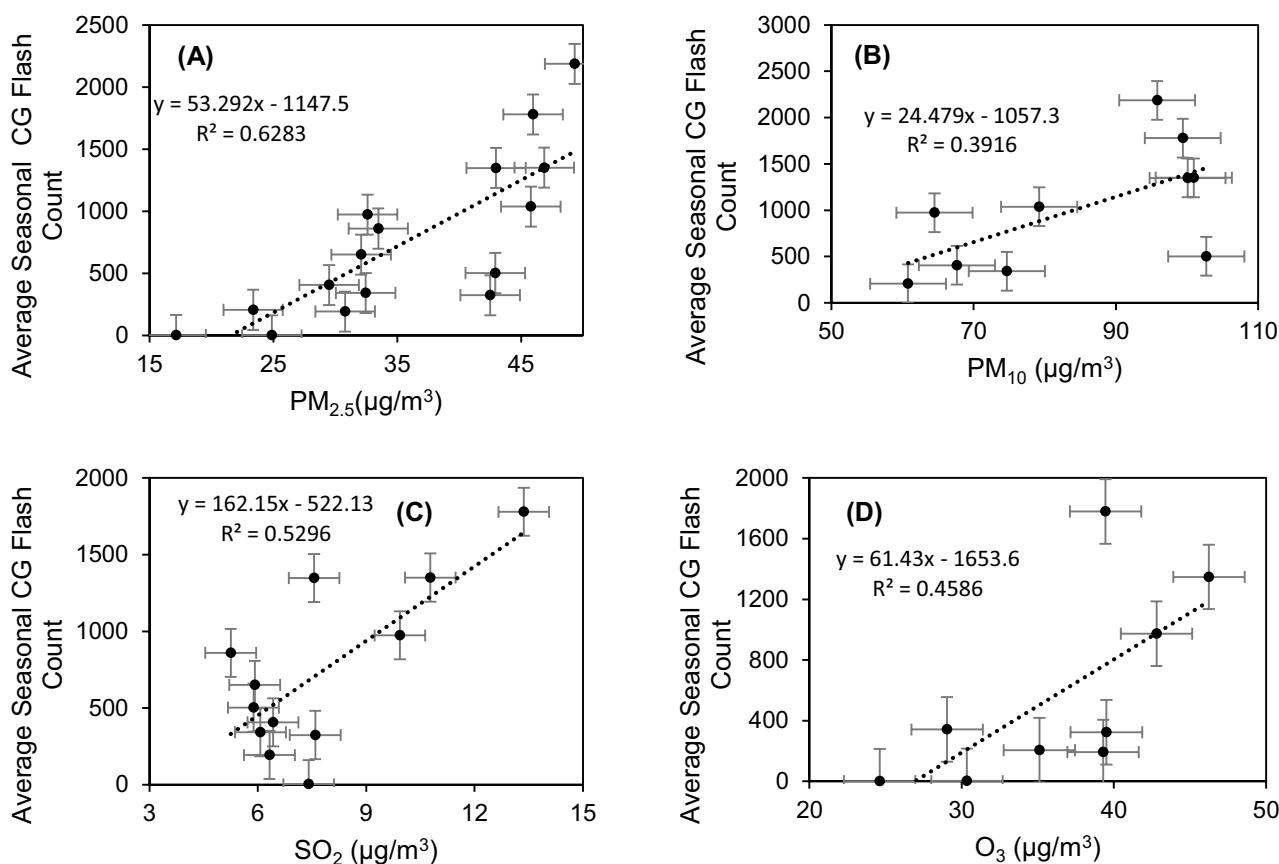 Average Seasonal CG Flash
Count
2500
2000
1500
1000
500
0
(A)
y = 53.292x - 1147.5
R² = 0.6283
15
25
35
45
PM₂.₅(µg/m³)
Average Seasonal CG Flash
Count
3000
2500
2000
1500
1000
500
0
(B)
y = 24.479x - 1057.3
R² = 0.3916
50
70
90
110
PM₁₀ (µg/m³)
Average Seasonal CG Flash
Count
2000
1500
1000
500
0
y = 162.15x - 522.13
(C)
R² = 0.5296
3
6
9
12
15
SO₂ (µg/m³)
Average Seasonal CG Flash
Count
2000
1600
1200
800
400
0
(D)
y = 61.43x - 1653.6
R² = 0.4586
20
30
40
50
O₃ (µg/m³)